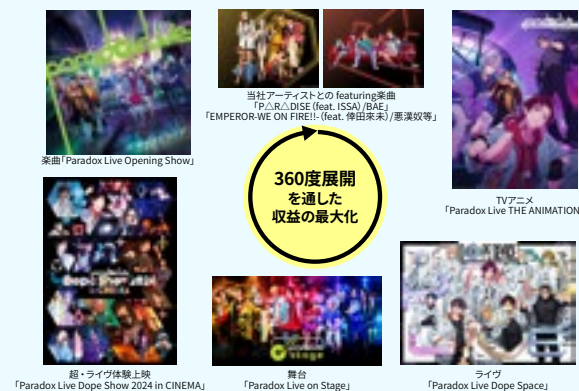 楽曲「Paradox Live Opening Show」
当社アーティストとの featuring楽曲
「P△R△DISE (feat. ISSA) /BAE」
「EMPEROR-WE ON FIRE!!- (feat. 倖田來未) /悪漢奴等」
TVアニメ
「Paradox Live THE ANIMATION
360度展開
を通した
収益の最大化
超・ライヴ体験上映
「Paradox Live Dope Show 2024 in CINEMA」
舞台
「Paradox Live on Stage」
ライヴ
「Paradox Live Dope Space」